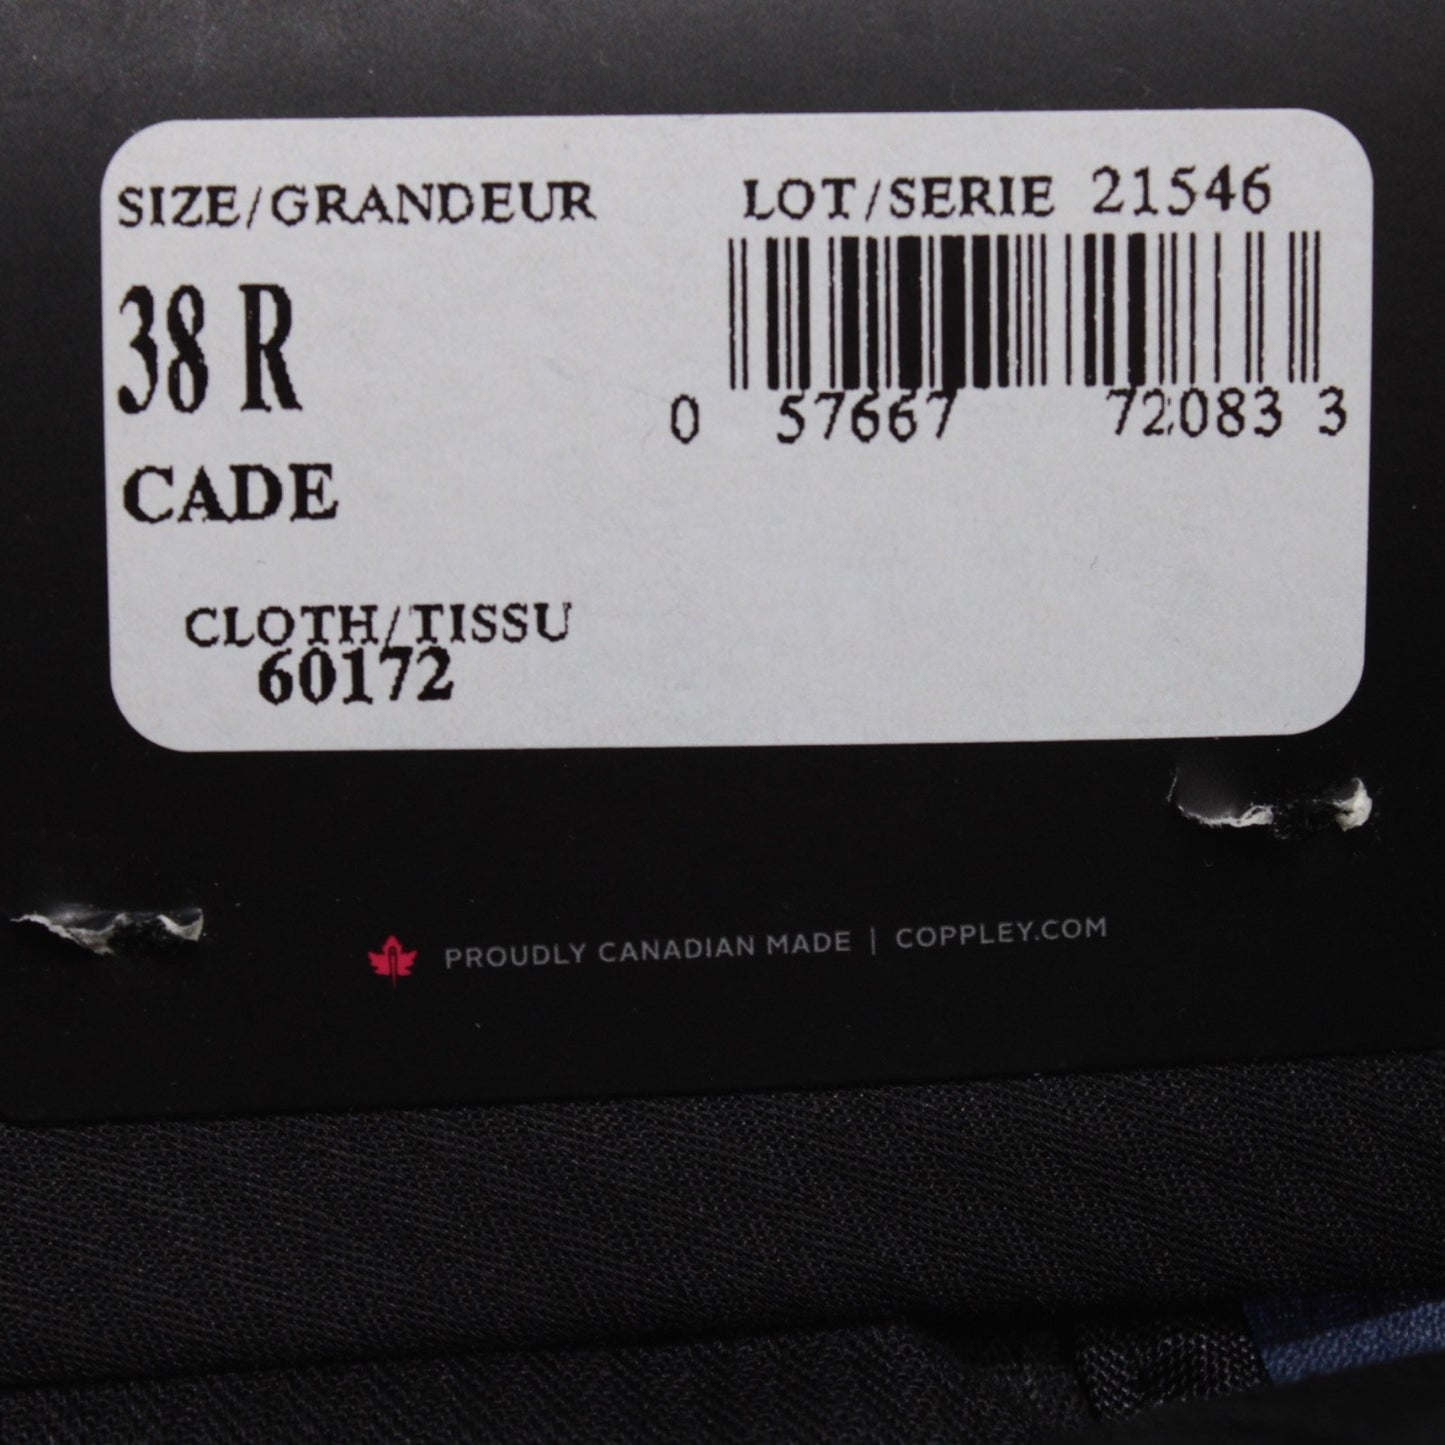 SIZE/GRANDEUR
LOT/SERIE 21546
38 R
0 57667 72083 3
CADE
CLOTH/TISSU
60172
PROUDLY CANADIAN MADE | COPPLEY.COM